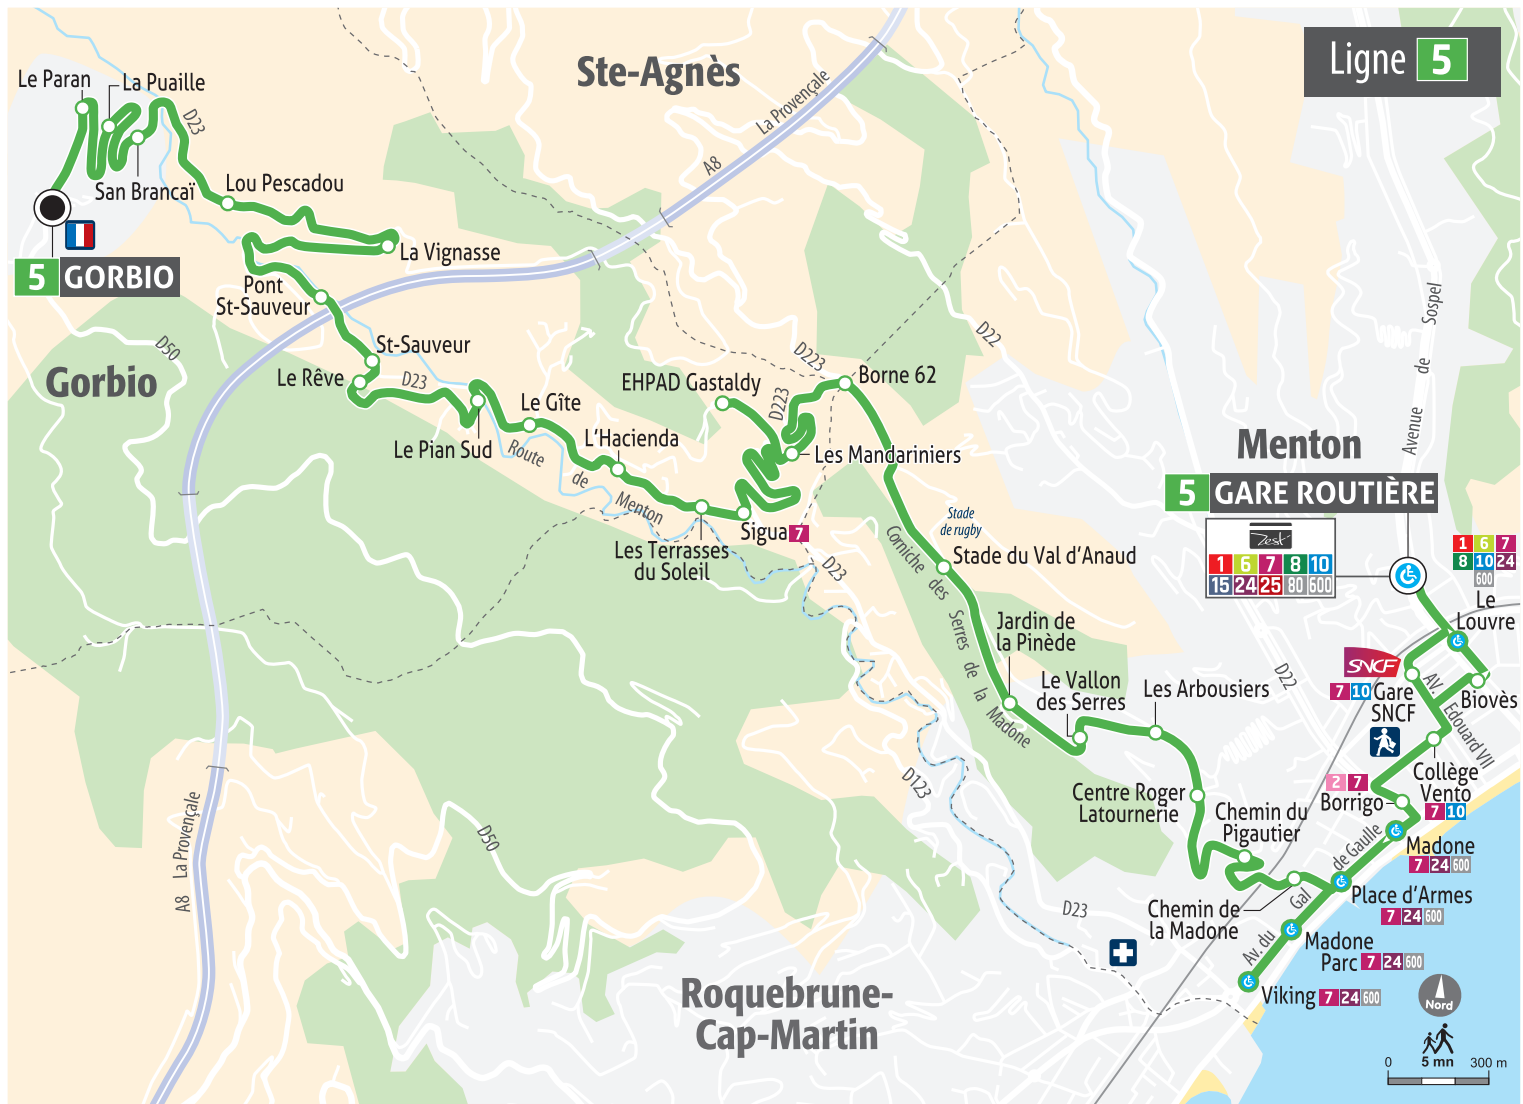 Ligne 5
Ste-Agnès
Le Paran
La Puaille
D23
San Brancaï
Lou Pescadou
La Vignasse
5 GORBIO
Pont
St-Sauveur
La Provençale
A8
D50
Gorbio
St-Sauveur
Le Rêve
D23
Le Pian Sud
Le Gîte
L'Hacienda
Route
de
Menton
Les Terrasses
du Soleil
Sigua 7
EHPAD Gastaldy
D223
D223
D22
Borne 62
Les Mandariniers
Stade
de rugby
Stade du Val d'Anaud
Corniche des Serres de la Madone
D23
Jardin de
la Pinède
Le Vallon
des Serres
Les Arbousiers
Centre Roger
Latournerie
Chemin du
Pigautier
Chemin de
la Madone
D22
Avenue de Sospel
Menton
5 GARE ROUTIÈRE
Zest
1 6 7 8 10
15 24 25 80 600
1 6 7
8 10 24
600
Le
Louvre
SNCF
7 10 Gare
SNCF
Biovès
AV. Edouard VII
Collège
Vento
7 10
2 7
Borrigo
Madone
7 24 600
Place d'Armes
7 24 600
Av. du Gal de Gaulle
Madone
Parc 7 24 600
Viking 7 24 600
D123
D23
D50
A8 La Provençale
Roquebrune-
Cap-Martin
Nord
5 mn
0 300 m